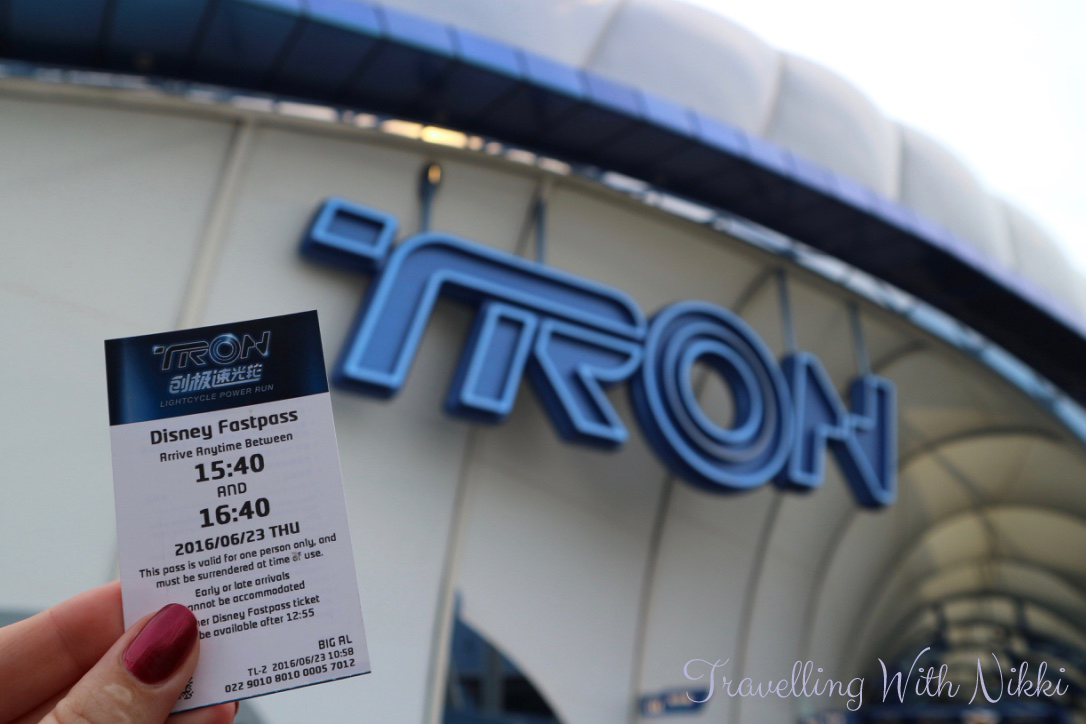 TRON
TRON
创极速光轮
LIGHTCYCLE POWER RUN
Disney Fastpass
Arrive Anytime Between
15:40
AND
16:40
2016/06/23 THU
This pass is valid for one person only, and
must be surrendered at time of use.
Early or late arrivals
cannot be accommodated
Disney Fastpass ticket
be available after 12:55
BIG AL
TL-2 2016/06/23 10:58
022 9010 8010 0005 7012
Travelling With Nikki